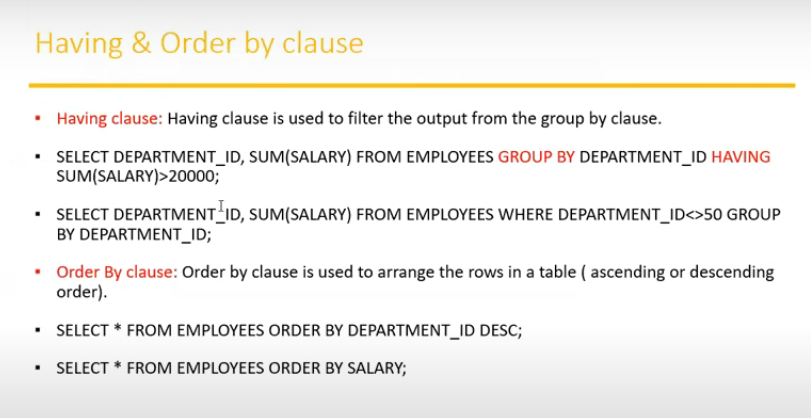 Having & Order by clause
▪ Having clause: Having clause is used to filter the output from the group by clause.
▪ SELECT DEPARTMENT_ID, SUM(SALARY) FROM EMPLOYEES GROUP BY DEPARTMENT_ID HAVING
SUM(SALARY)>20000;
▪ SELECT DEPARTMENT_ID, SUM(SALARY) FROM EMPLOYEES WHERE DEPARTMENT_ID<>50 GROUP
BY DEPARTMENT_ID;
▪ Order By clause: Order by clause is used to arrange the rows in a table ( ascending or descending
order).
▪ SELECT * FROM EMPLOYEES ORDER BY DEPARTMENT_ID DESC;
▪ SELECT * FROM EMPLOYEES ORDER BY SALARY;